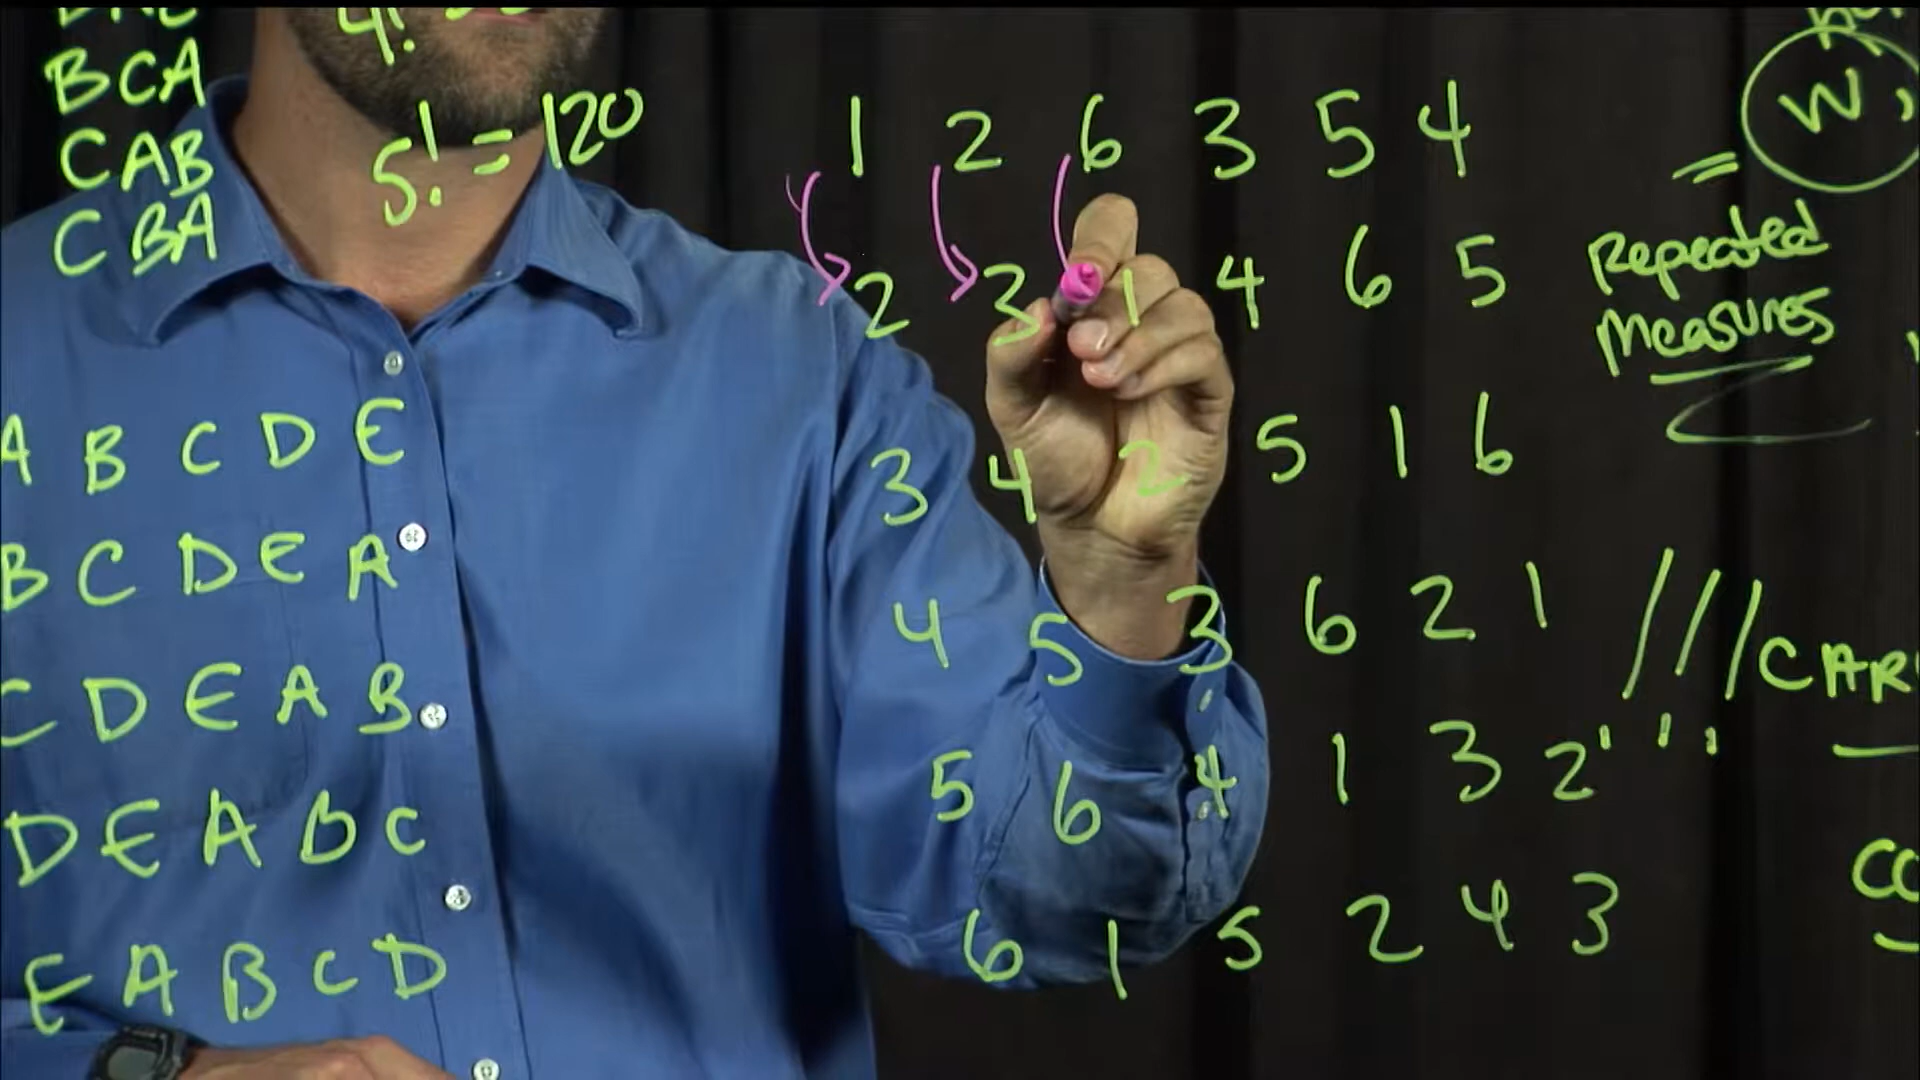 4!
BCA
CAB
CBA
5! = 120
A B C D E
B C D E A
C D E A B
D E A B C
E A B C D
1 2 6 3 5 4
2 3 1 4 6 5
3 4 2 5 1 6
4 5 3 6 2 1
5 6 4 1 3 2
6 1 5 2 4 3
= W,
Repeated
Measures